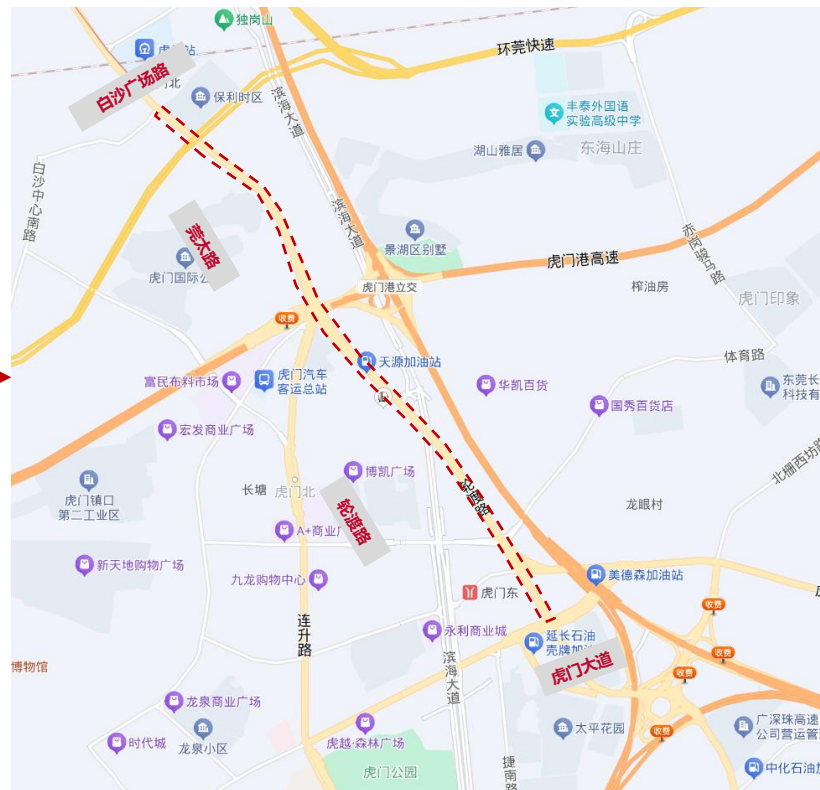 独岗山
环莞快速
白沙广场路
保利时区
滨海大道
丰泰外国语
实验高级中学
湖山雅居
东海山庄
白沙中心南路
滨海大道
赤岗骏马路
莞太路
景湖区别墅
虎门港高速
虎门国际公
虎门港立交
榨油房
虎门印象
收费
天源加油站
体育路
富民布料市场
虎门汽车
客运总站
华凯百货
国秀百货店
东莞长
科技有
宏发商业广场
北栅西坊路
博凯广场
虎门镇口
第二工业区
长塘
虎门北
轮渡路
轮渡路
龙眼村
A+商业广
新天地购物广场
九龙购物中心
虎门东
美德森加油站
收费
连升路
永利商业城
延长石油
壳牌加油
虎门大道
收费
收费
博物馆
滨海大道
龙泉商业广场
太平花园
收费
广深珠高速
公司营运管
时代城
龙泉小区
虎越·森林广场
捷南路
虎门公园
中化石油加